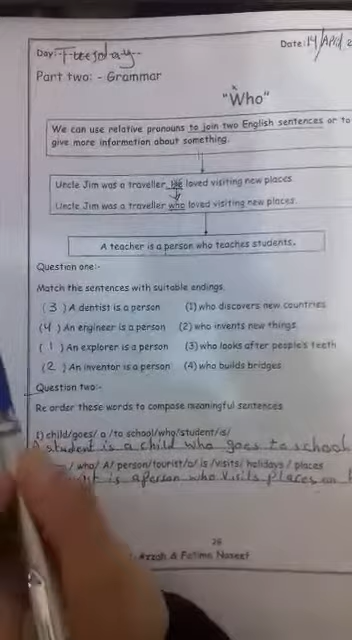 Day:- Tuesday
Date: 14/April
Part two: - Grammar
"Who"
We can use relative pronouns to join two English sentences or to
give more information about something.
Uncle Jim was a traveller. He loved visiting new places.
Uncle Jim was a traveller who loved visiting new places.
A teacher is a person who teaches students.
Question one:-
Match the sentences with suitable endings.
( 3 ) A dentist is a person (1) who discovers new countries
( 4 ) An engineer is a person (2) who invents new things.
( 1 ) An explorer is a person (3) who looks after people's teeth
( 2 ) An inventor is a person (4) who builds bridges
Question two:-
Re order these words to compose meaningful sentences
1) child/goes/ a /to school/who/student/is/
A student is a child who goes to school
/ who/ A/ person/tourist/a/ is /visits/ holidays / places
is a person who visits places on
28
Azzah & Fatima Naseef